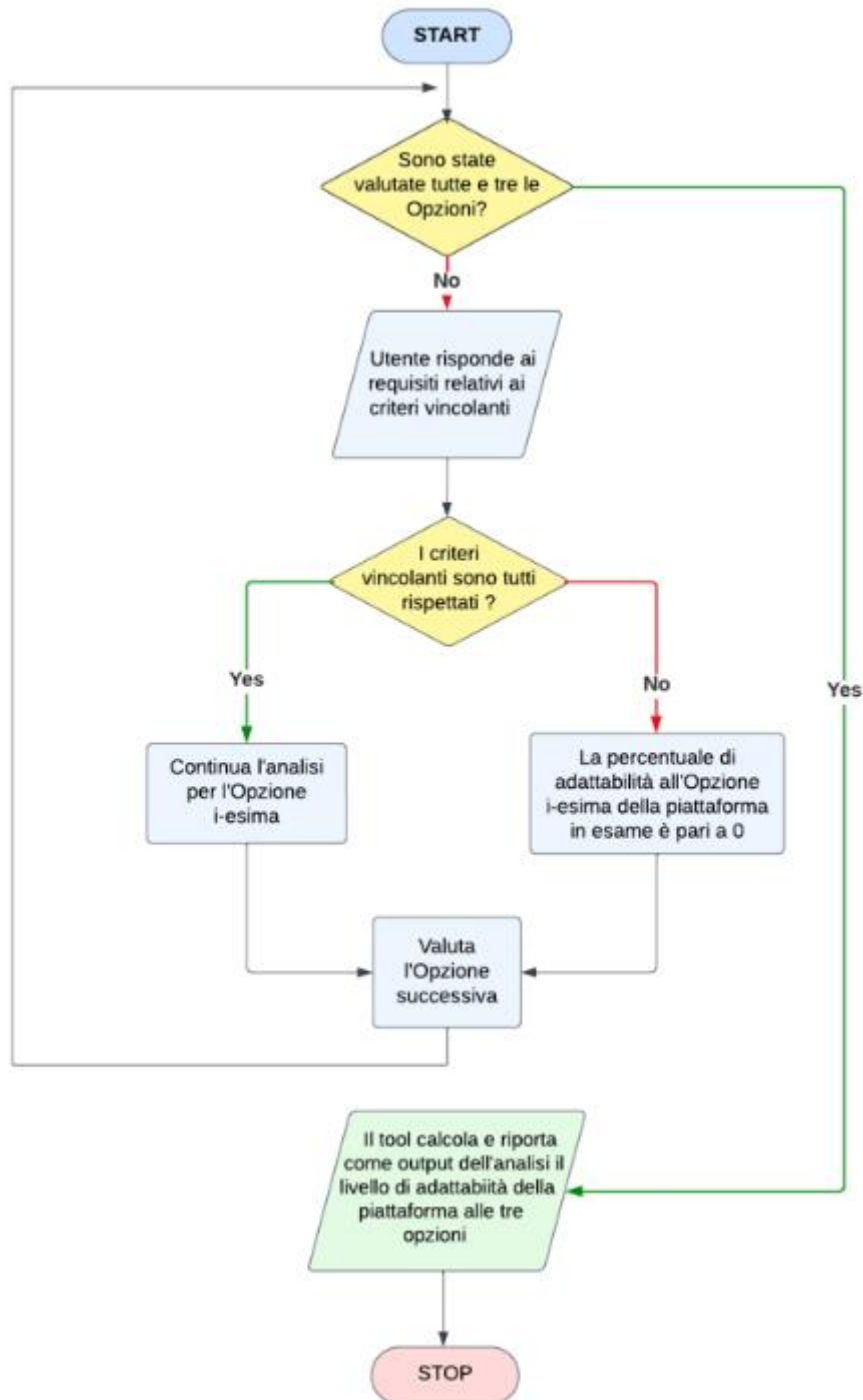 START
Sono state
valutate tutte e tre le
Opzioni?
No
Utente risponde ai
requisiti relativi ai
criteri vincolanti
I criteri
vincolanti sono tutti
rispettati ?
Yes
No
Yes
Continua l'analisi
per l'Opzione
i-esima
La percentuale di
adattabilità all'Opzione
i-esima della piattaforma
in esame è pari a 0
Valuta
l'Opzione
successiva
Il tool calcola e riporta
come output dell'analisi il
livello di adattabiità della
piattaforma alle tre
opzioni
STOP